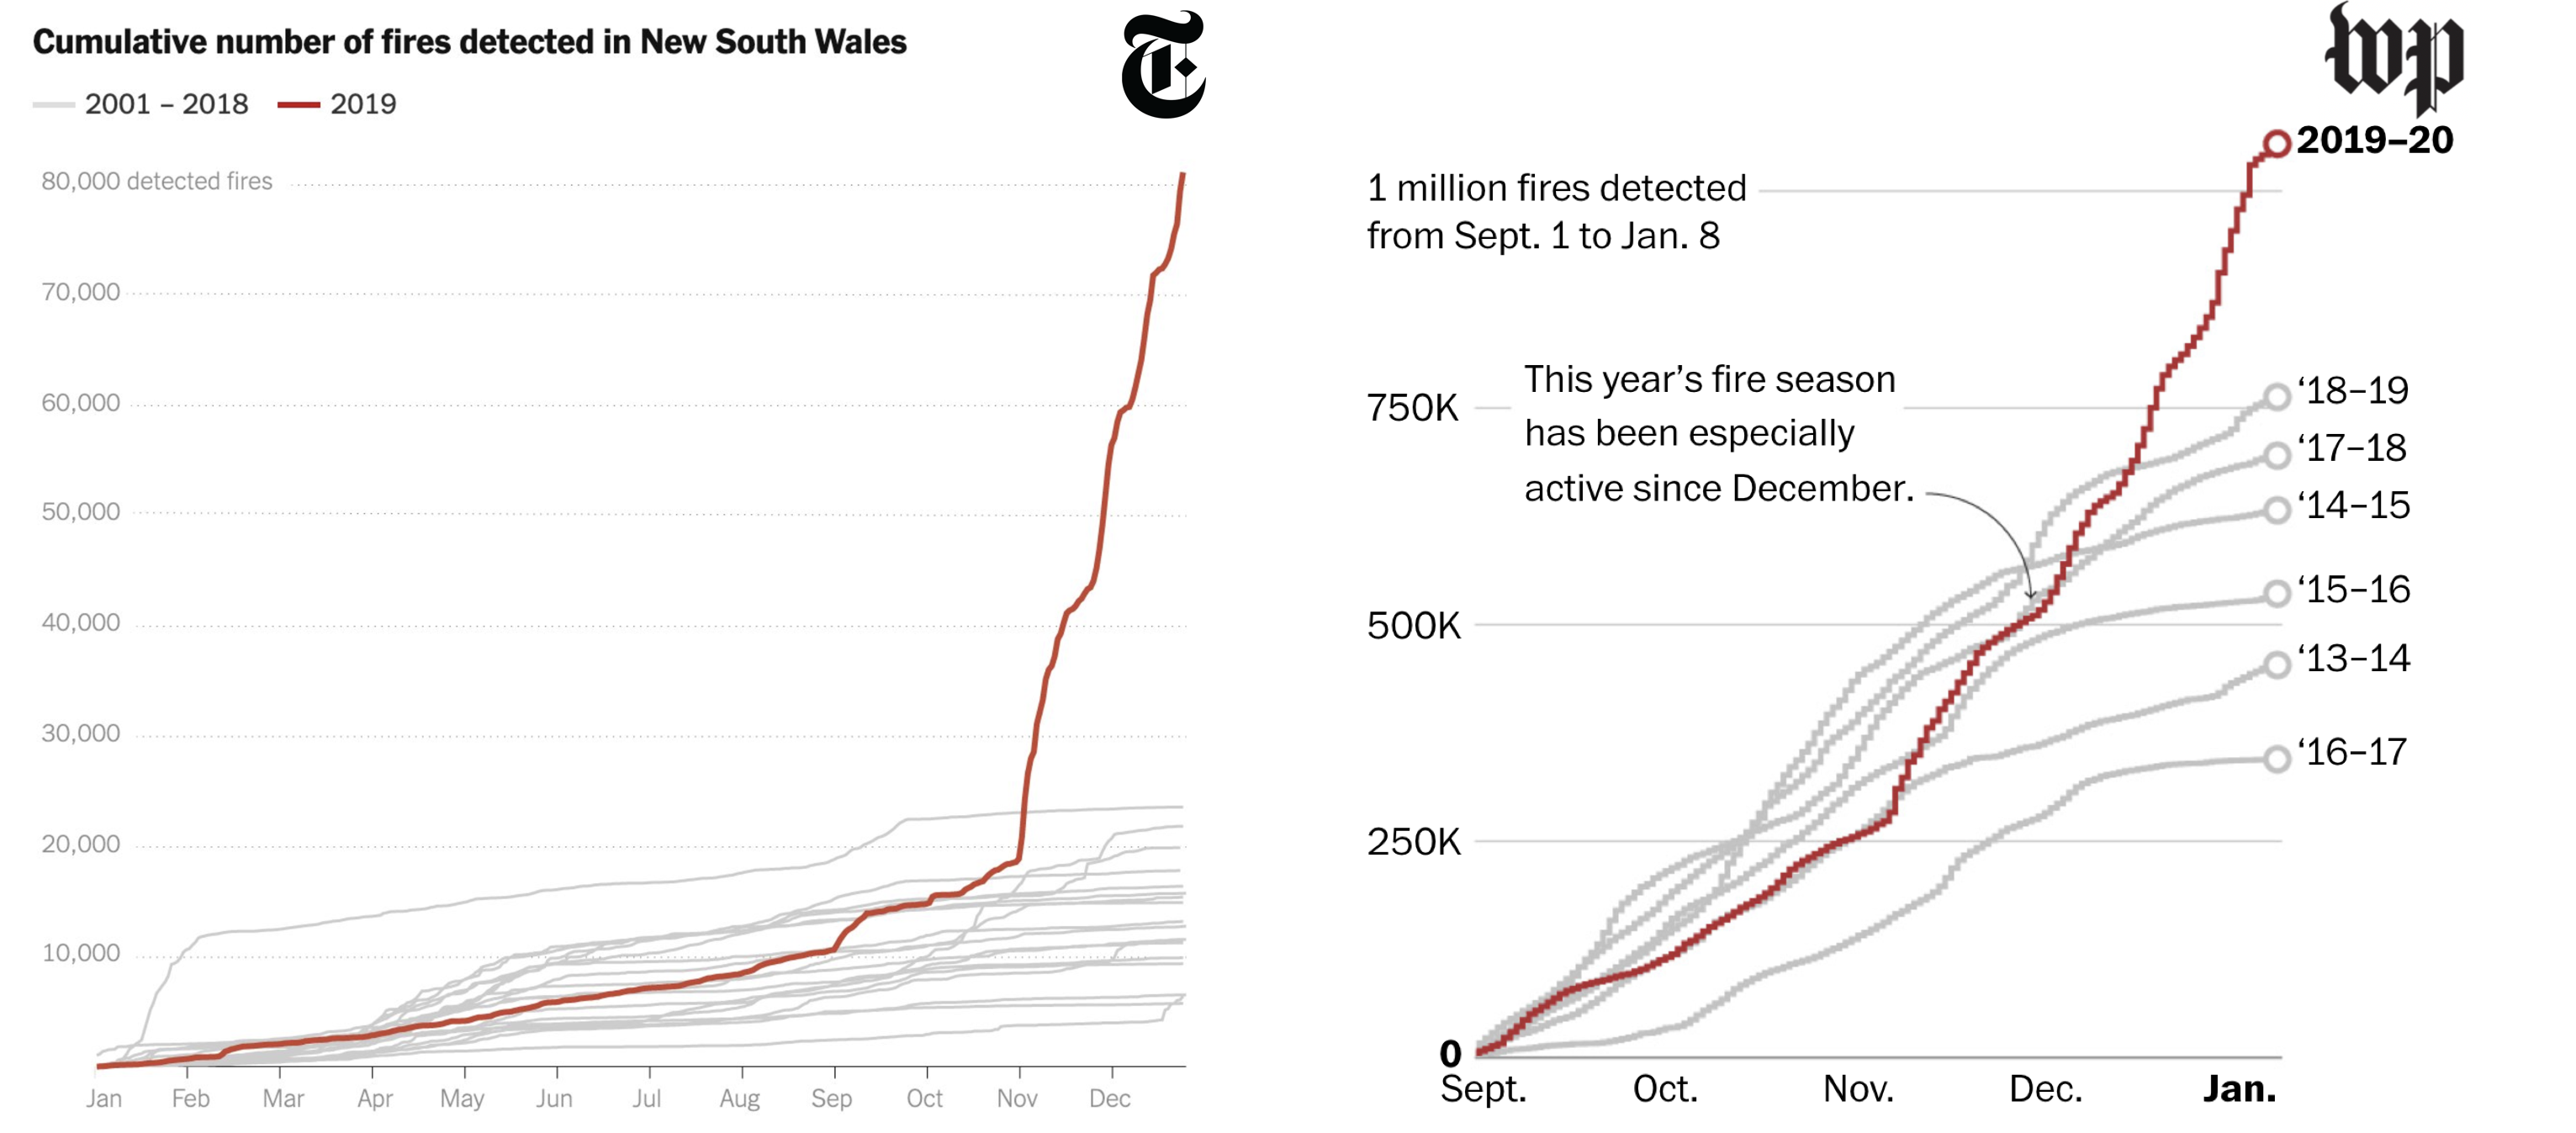 Cumulative number of fires detected in New South Wales
2001 – 2018
2019
T
80,000 detected fires
70,000
60,000
50,000
40,000
30,000
20,000
10,000
Jan
Feb
Mar
Apr
May
Jun
Jul
Aug
Sep
Oct
Nov
Dec
wp
2019–20
1 million fires detected
from Sept. 1 to Jan. 8
This year’s fire season
has been especially
active since December.
750K
500K
250K
0
‘18–19
‘17–18
‘14–15
‘15–16
‘13–14
‘16–17
Sept.
Oct.
Nov.
Dec.
Jan.